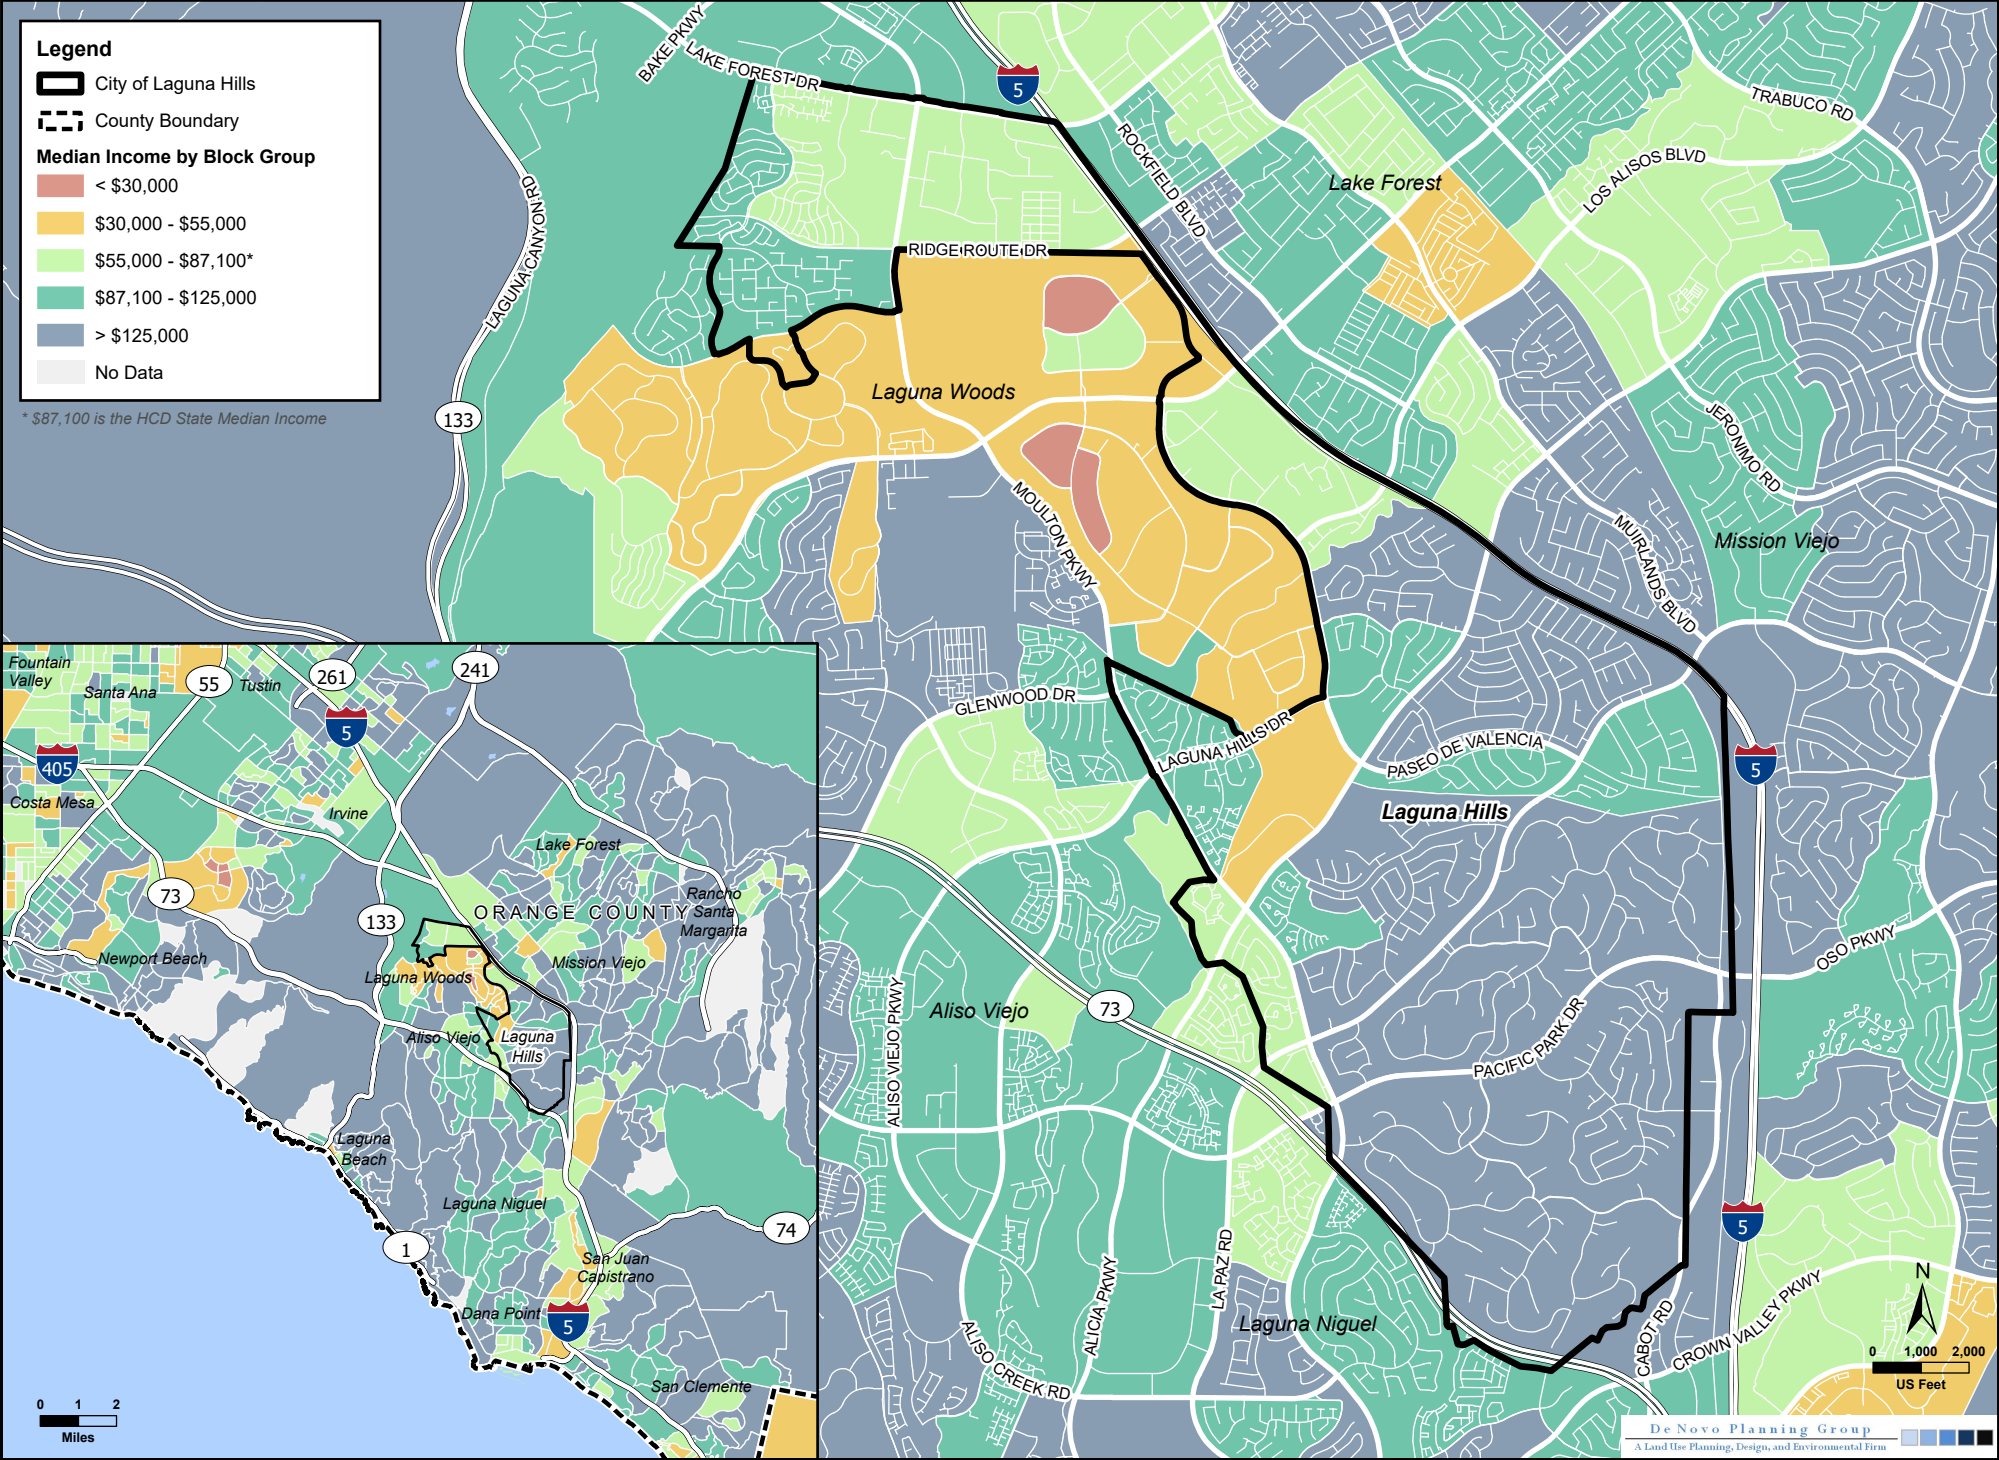 Legend
City of Laguna Hills
County Boundary
Median Income by Block Group
< $30,000
$30,000 - $55,000
$55,000 - $87,100*
$87,100 - $125,000
> $125,000
No Data
* $87,100 is the HCD State Median Income
BAKE PKWY
LAKE FOREST DR
5
LAGUNA CANYON RD
133
ROCKFIELD BLVD
Lake Forest
TRABUCO RD
LOS ALISOS BLVD
RIDGE ROUTE DR
Laguna Woods
JERONIMO RD
MOULTON PKWY
MUIRLANDS BLVD
Mission Viejo
GLENWOOD DR
LAGUNA HILLS DR
PASEO DE VALENCIA
5
Laguna Hills
OSO PKWY
Aliso Viejo
73
ALISO VIEJO PKWY
PACIFIC PARK DR
LA PAZ RD
ALICIA PKWY
ALISO CREEK RD
Laguna Niguel
5
CABOT RD
CROWN VALLEY PKWY
N
0 1,000 2,000
US Feet
De Novo Planning Group
A Land Use Planning, Design, and Environmental Firm
Fountain
Valley
Santa Ana
55
Tustin
261
241
5
405
Costa Mesa
Irvine
Lake Forest
73
133
ORANGE COUNTY
Rancho
Santa
Margarita
Newport Beach
Laguna Woods
Mission Viejo
Aliso Viejo
Laguna
Hills
Laguna
Beach
Laguna Niguel
1
74
San Juan
Capistrano
Dana Point
5
San Clemente
0 1 2
Miles